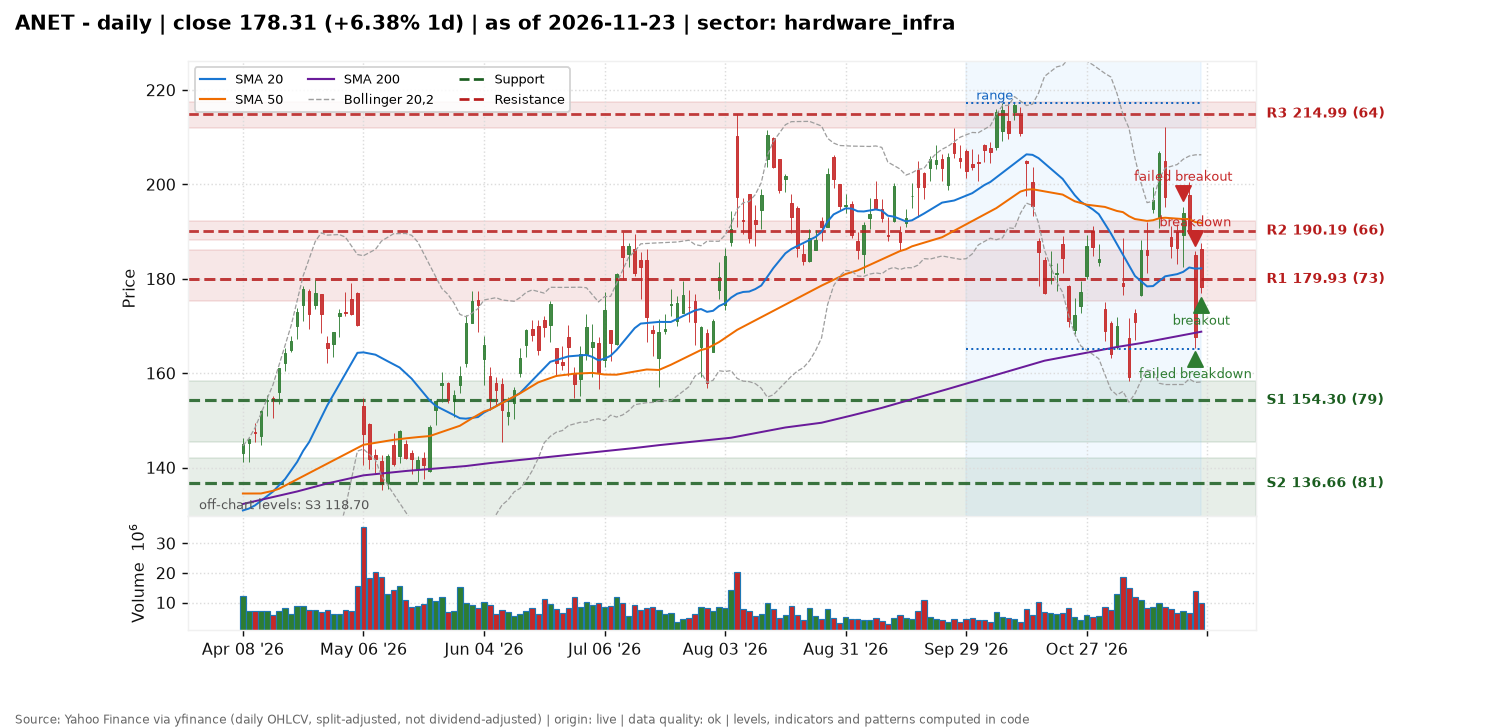 ANET - daily | close 178.31 (+6.38% 1d) | as of 2026-11-23 | sector: hardware_infra
SMA 20
SMA 50
SMA 200
Bollinger 20,2
Support
Resistance
Price
220
200
180
160
140
range
failed breakout
breakdown
breakout
failed breakdown
R3 214.99 (64)
R2 190.19 (66)
R1 179.93 (73)
S1 154.30 (79)
S2 136.66 (81)
off-chart levels: S3 118.70
Volume 10⁶
30
20
10
Apr 08 '26
May 06 '26
Jun 04 '26
Jul 06 '26
Aug 03 '26
Aug 31 '26
Sep 29 '26
Oct 27 '26
Source: Yahoo Finance via yfinance (daily OHLCV, split-adjusted, not dividend-adjusted) | origin: live | data quality: ok | levels, indicators and patterns computed in code